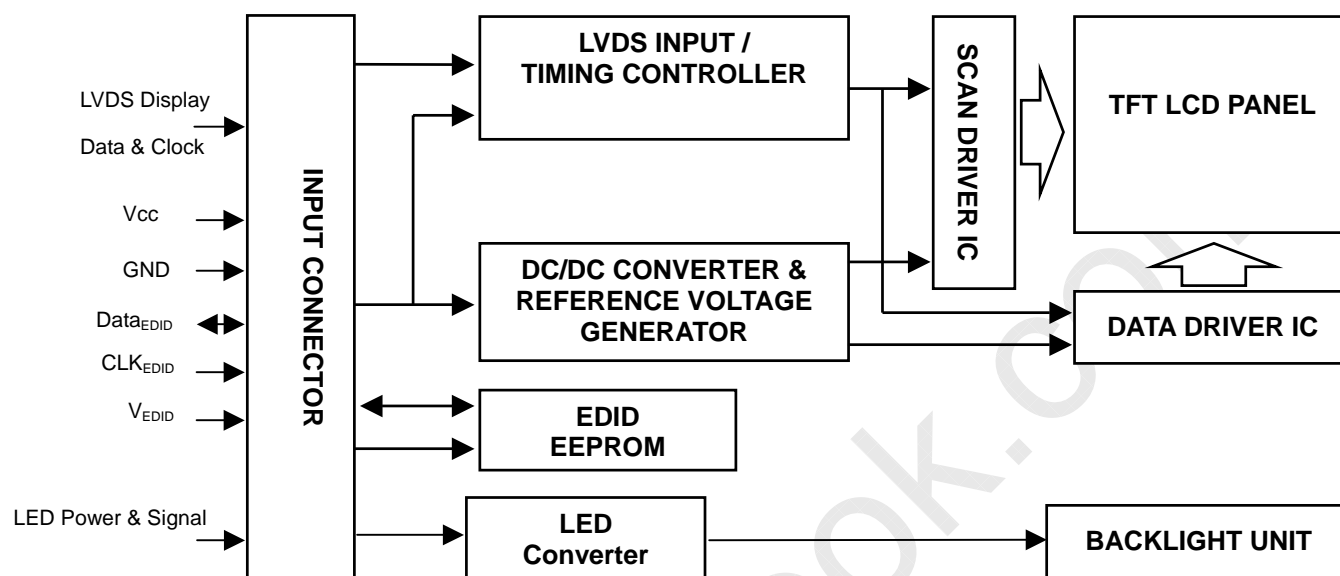 LVDS Display
Data & Clock
Vcc
GND
DataEDID
CLKEDID
VEDID
LED Power & Signal
INPUT CONNECTOR
LVDS INPUT /
TIMING CONTROLLER
DC/DC CONVERTER &
REFERENCE VOLTAGE
GENERATOR
EDID
EEPROM
LED
Converter
SCAN DRIVER IC
TFT LCD PANEL
DATA DRIVER IC
BACKLIGHT UNIT
ook.com